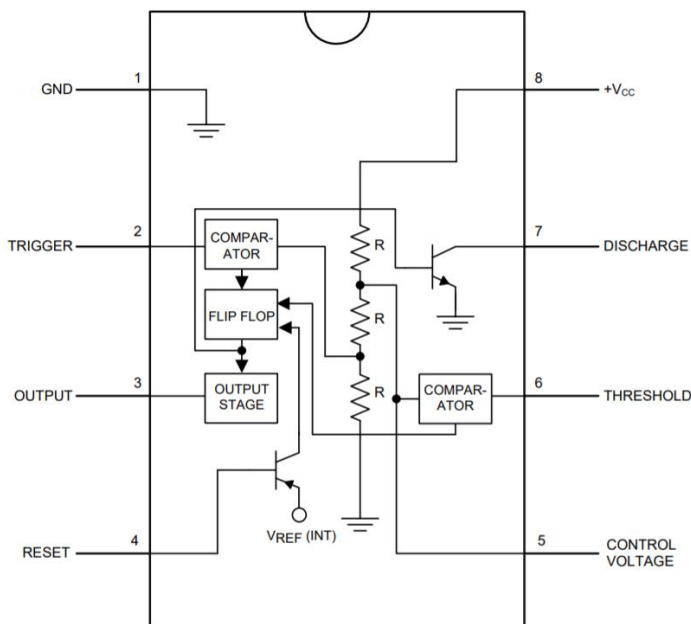 1
GND
8
+VCC
2
TRIGGER
COMPAR-
ATOR
R
7
DISCHARGE
FLIP FLOP
R
3
OUTPUT
OUTPUT
STAGE
R
COMPAR-
ATOR
6
THRESHOLD
4
RESET
VREF (INT)
5
CONTROL
VOLTAGE